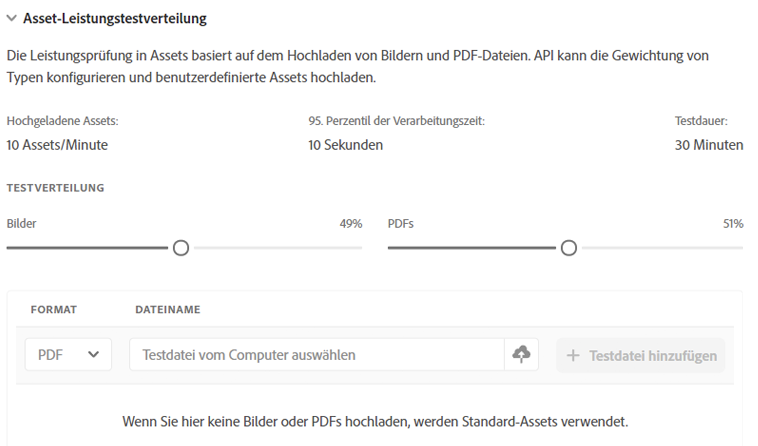 Asset-Leistungstestverteilung
Die Leistungsprüfung in Assets basiert auf dem Hochladen von Bildern und PDF-Dateien. API kann die Gewichtung von
Typen konfigurieren und benutzerdefinierte Assets hochladen.
Hochgeladene Assets: 95. Perzentil der Verarbeitungszeit: Testdauer:
10 Assets/Minute 10 Sekunden 30 Minuten
TESTVERTEILUNG
Bilder 49% PDFs 51%
FORMAT DATEINAME
PDF Testdatei vom Computer auswählen + Testdatei hinzufügen
Wenn Sie hier keine Bilder oder PDFs hochladen, werden Standard-Assets verwendet.